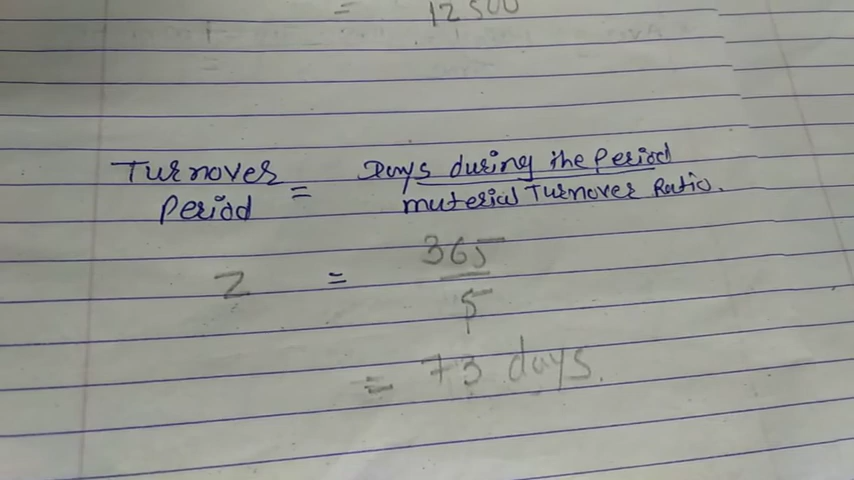 = 12500
Turnover Period = Days during the Period / material Turnover Ratio.
Z = 365 / 5
= 73 days.